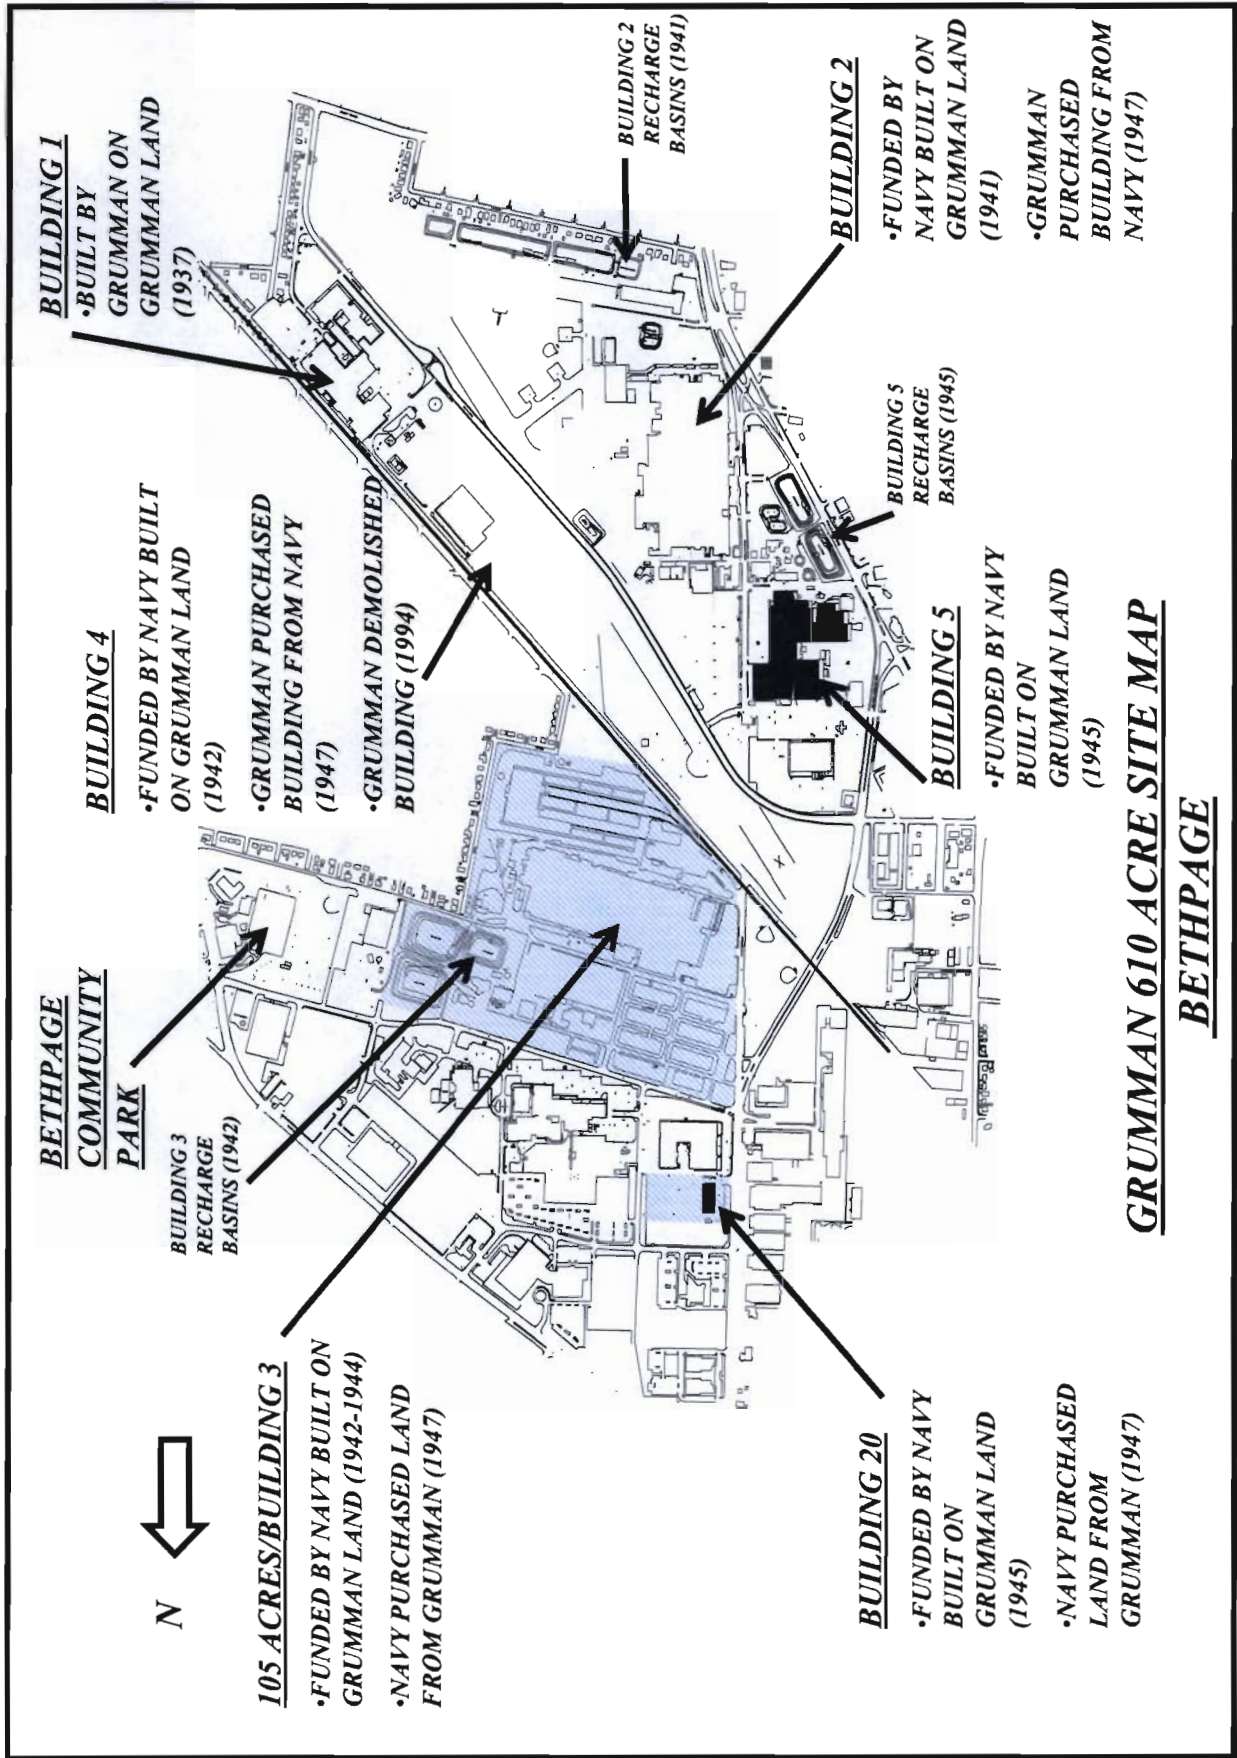 N
105 ACRES/BUILDING 3
•FUNDED BY NAVY BUILT ON
GRUMMAN LAND (1942-1944)
•NAVY PURCHASED LAND
FROM GRUMMAN (1947)
BETHPAGE
COMMUNITY
PARK
BUILDING 3
RECHARGE
BASINS (1942)
BUILDING 4
•FUNDED BY NAVY BUILT
ON GRUMMAN LAND
(1942)
•GRUMMAN PURCHASED
BUILDING FROM NAVY
(1947)
•GRUMMAN DEMOLISHED
BUILDING (1994)
BUILDING 1
•BUILT BY
GRUMMAN ON
GRUMMAN LAND
(1937)
BUILDING 2
RECHARGE
BASINS (1941)
BUILDING 2
•FUNDED BY
NAVY BUILT ON
GRUMMAN LAND
(1941)
•GRUMMAN
PURCHASED
BUILDING FROM
NAVY (1947)
BUILDING 5
RECHARGE
BASINS (1945)
BUILDING 5
•FUNDED BY NAVY
BUILT ON
GRUMMAN LAND
(1945)
BUILDING 20
•FUNDED BY NAVY
BUILT ON
GRUMMAN LAND
(1945)
•NAVY PURCHASED
LAND FROM
GRUMMAN (1947)
GRUMMAN 610 ACRE SITE MAP
BETHPAGE